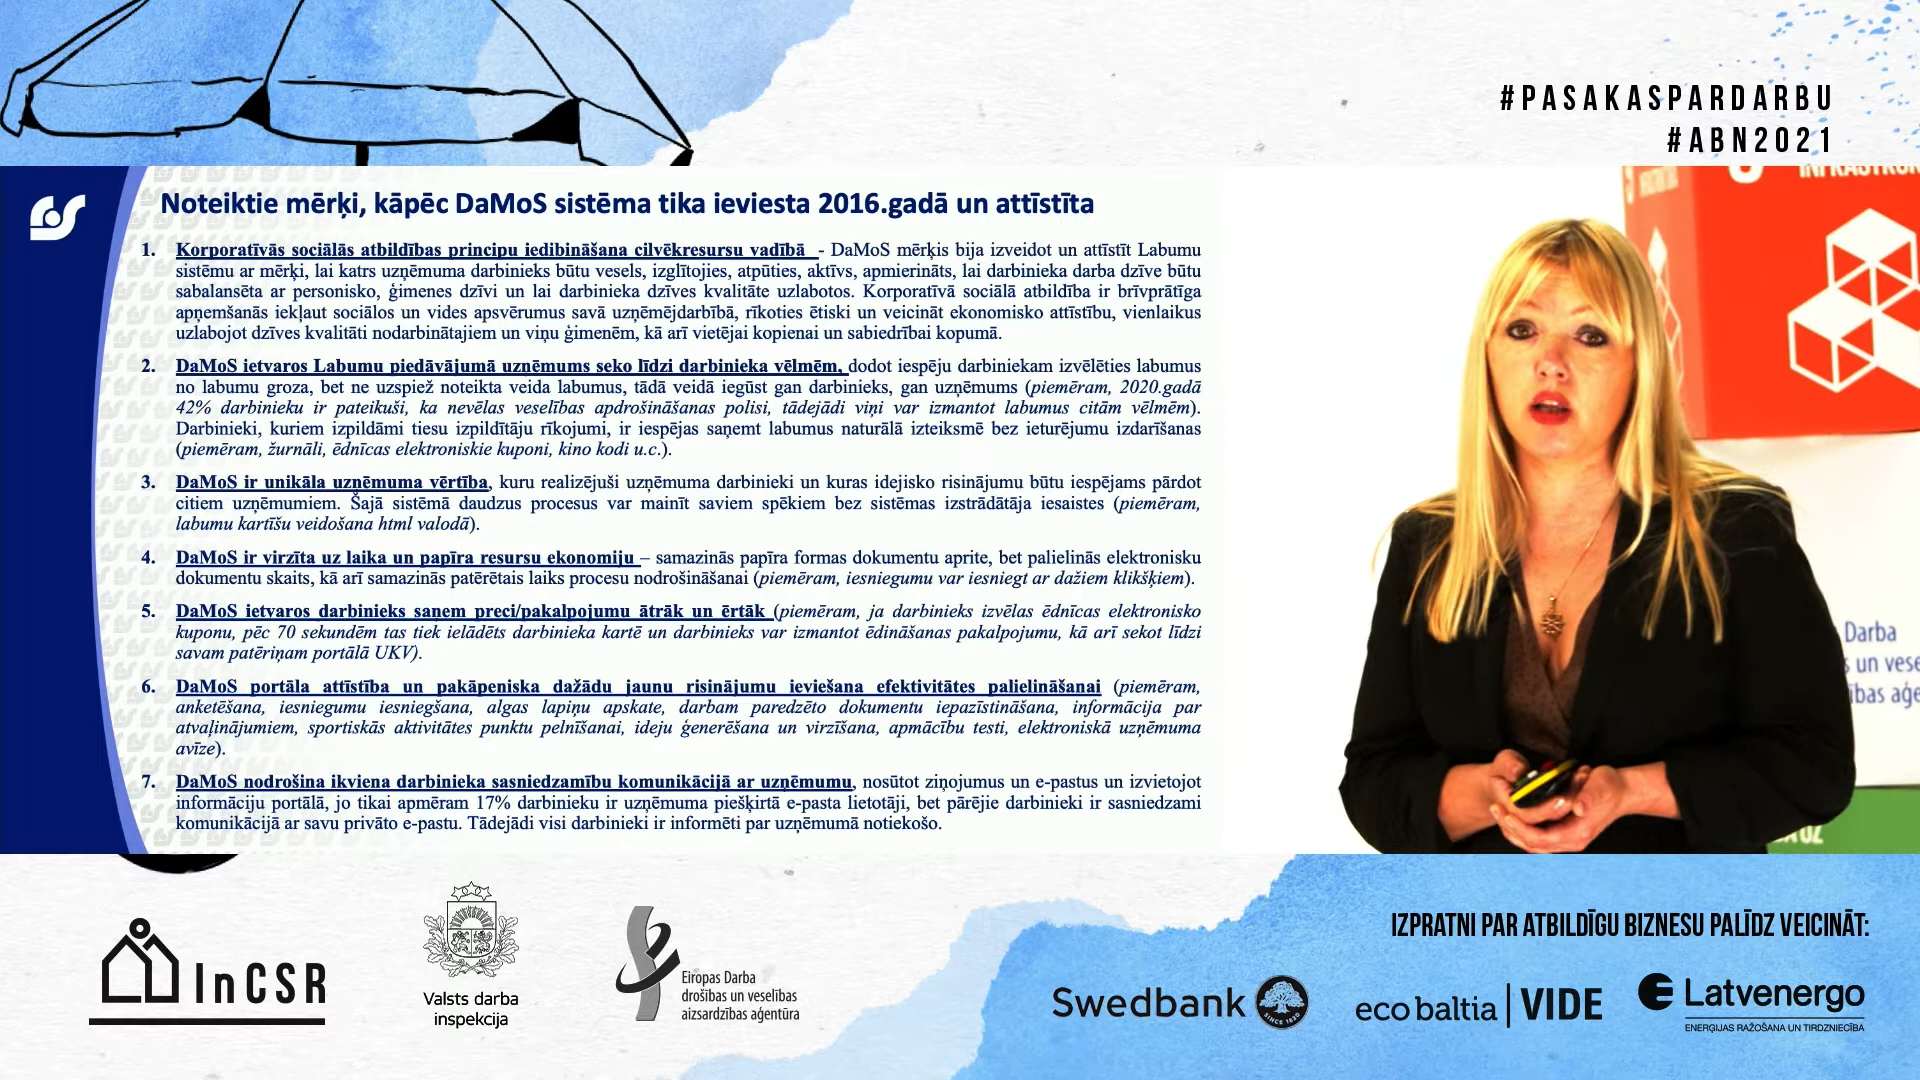 #PASAKASPARDARBU
#ABN2021
Noteiktie mērķi, kāpēc DaMoS sistēma tika ieviesta 2016.gadā un attīstīta
1. Korporatīvās sociālās atbildības principu iedibināšana cilvēkresursu vadībā - DaMoS mērķis bija izveidot un attīstīt Labumu
sistēmu ar mērķi, lai katrs uzņēmuma darbinieks būtu vesels, izglītojies, atpūties, aktīvs, apmierināts, lai darbinieka darba dzīve būtu
sabalansēta ar personisko, ģimenes dzīvi un lai darbinieka dzīves kvalitāte uzlabotos. Korporatīvā sociālā atbildība ir brīvprātīga
apņemšanās iekļaut sociālos un vides apsvērumus savā uzņēmējdarbībā, rīkoties ētiski un veicināt ekonomisko attīstību, vienlaikus
uzlabojot dzīves kvalitāti nodarbinātajiem un viņu ģimenēm, kā arī vietējai kopienai un sabiedrībai kopumā.
2. DaMoS ietvaros Labumu piedāvājumā uzņēmums seko līdzi darbinieka vēlmēm, dodot iespēju darbiniekam izvēlēties labumus
no labumu groza, bet ne uzspiež noteikta veida labumus, tādā veidā iegūst gan darbinieks, gan uzņēmums (piemēram, 2020.gadā
42% darbinieku ir pateikuši, ka nevēlas veselības apdrošināšanas polisi, tādējādi viņi var izmantot labumus citām vēlmēm).
Darbinieki, kuriem izpildāmi tiesu izpildītāju rīkojumi, ir iespējas saņemt labumus naturālā izteiksmē bez ieturējumu izdarīšanas
(piemēram, žurnāli, ēdnīcas elektroniskie kuponi, kino kodi u.c.).
3. DaMoS ir unikāla uzņēmuma vērtība, kuru realizējuši uzņēmuma darbinieki un kuras idejisko risinājumu būtu iespējams pārdot
citiem uzņēmumiem. Šajā sistēmā daudzus procesus var mainīt saviem spēkiem bez sistēmas izstrādātāja iesaistes (piemēram,
labumu kartīšu veidošana html valodā).
4. DaMoS ir virzīta uz laika un papīra resursu ekonomiju – samazinās papīra formas dokumentu aprite, bet palielinās elektronisku
dokumentu skaits, kā arī samazinās patērētais laiks procesu nodrošināšanai (piemēram, iesniegumu var iesniegt ar dažiem klikšķiem).
5. DaMoS ietvaros darbinieks saņem preci/pakalpojumu ātrāk un ērtāk (piemēram, ja darbinieks izvēlas ēdnīcas elektronisko
kuponu, pēc 70 sekundēm tas tiek ielādēts darbinieka kartē un darbinieks var izmantot ēdināšanas pakalpojumu, kā arī sekot līdzi
savam patēriņam portālā UKV).
6. DaMoS portāla attīstība un pakāpeniska dažādu jaunu risinājumu ieviešana efektivitātes palielināšanai (piemēram,
anketēšana, iesniegumu iesniegšana, algas lapiņu apskate, darbam paredzēto dokumentu iepazīstināšana, informācija par
atvaļinājumiem, sportiskās aktivitātes punktu pelnīšanai, ideju ģenerēšana un virzīšana, apmācību testi, elektroniskā uzņēmuma
avīze).
7. DaMoS nodrošina ikviena darbinieka sasniedzamību komunikācijā ar uzņēmumu, nosūtot ziņojumus un e-pastus un izvietojot
informāciju portālā, jo tikai apmēram 17% darbinieku ir uzņēmuma piešķirtā e-pasta lietotāji, bet pārējie darbinieki ir sasniedzami
komunikācijā ar savu privāto e-pastu. Tādējādi visi darbinieki ir informēti par uzņēmumā notiekošo.
Darba
s un vese
ības aģe
InCSR
Valsts darba
inspekcija
Eiropas Darba
drošības un veselības
aizsardzības aģentūra
IZPRATNI PAR ATBILDĪGU BIZNESU PALĪDZ VEICINĀT:
Swedbank
SINCE 1820
eco baltia | VIDE
Latvenergo
ENERĢIJAS RAŽOŠANA UN TIRDZNIECĪBA